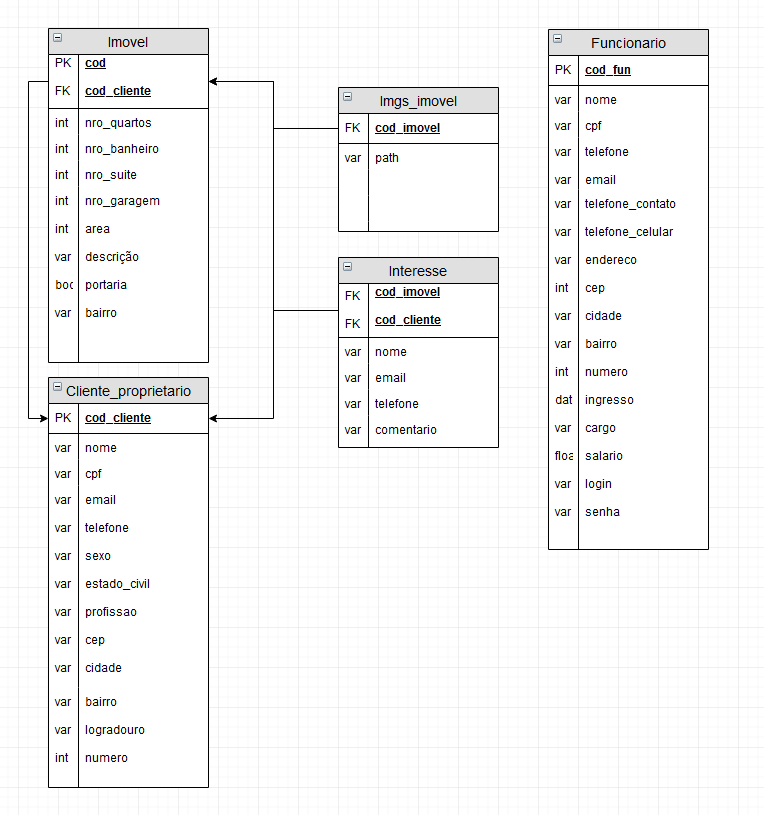 Imovel
PK cod
FK cod_cliente
int nro_quartos
int nro_banheiro
int nro_suite
int nro_garagem
int area
var descrição
boc portaria
var bairro
Cliente_proprietario
PK cod_cliente
var nome
var cpf
var email
var telefone
var sexo
var estado_civil
var profissao
var cep
var cidade
var bairro
var logradouro
int numero
Imgs_imovel
FK cod_imovel
var path
Interesse
FK cod_imovel
FK cod_cliente
var nome
var email
var telefone
var comentario
Funcionario
PK cod_fun
var nome
var cpf
var telefone
var email
var telefone_contato
var telefone_celular
var endereco
int cep
var cidade
var bairro
int numero
dat ingresso
var cargo
floa salario
var login
var senha